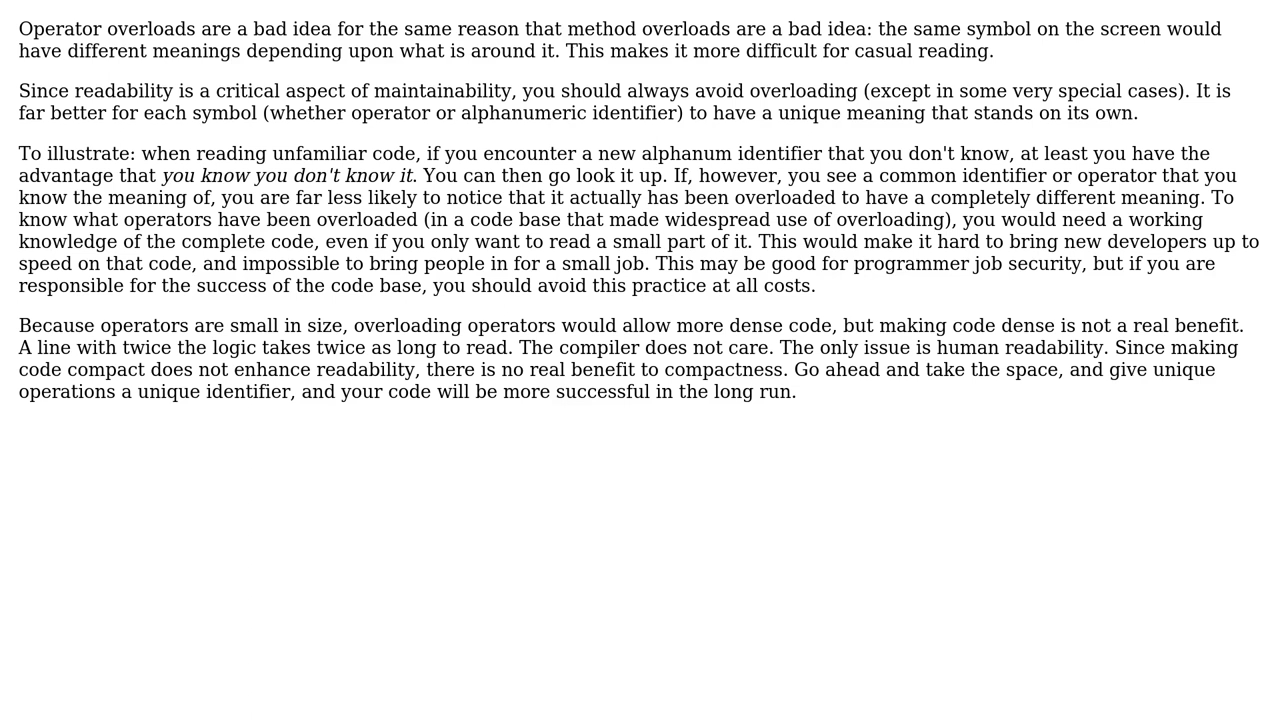 Operator overloads are a bad idea for the same reason that method overloads are a bad idea: the same symbol on the screen would
have different meanings depending upon what is around it. This makes it more difficult for casual reading.
Since readability is a critical aspect of maintainability, you should always avoid overloading (except in some very special cases). It is
far better for each symbol (whether operator or alphanumeric identifier) to have a unique meaning that stands on its own.
To illustrate: when reading unfamiliar code, if you encounter a new alphanum identifier that you don't know, at least you have the
advantage that you know you don't know it. You can then go look it up. If, however, you see a common identifier or operator that you
know the meaning of, you are far less likely to notice that it actually has been overloaded to have a completely different meaning. To
know what operators have been overloaded (in a code base that made widespread use of overloading), you would need a working
knowledge of the complete code, even if you only want to read a small part of it. This would make it hard to bring new developers up to
speed on that code, and impossible to bring people in for a small job. This may be good for programmer job security, but if you are
responsible for the success of the code base, you should avoid this practice at all costs.
Because operators are small in size, overloading operators would allow more dense code, but making code dense is not a real benefit.
A line with twice the logic takes twice as long to read. The compiler does not care. The only issue is human readability. Since making
code compact does not enhance readability, there is no real benefit to compactness. Go ahead and take the space, and give unique
operations a unique identifier, and your code will be more successful in the long run.